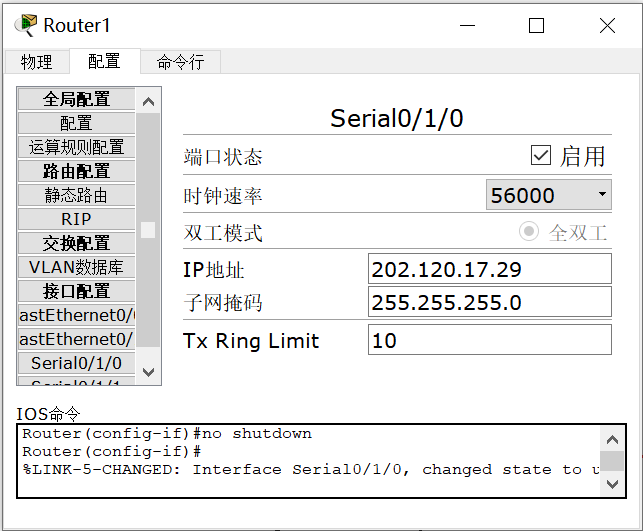 Router1
物理 配置 命令行
全局配置
配置
运算规则配置
路由配置
静态路由
RIP
交换配置
VLAN数据库
接口配置
astEthernet0/
astEthernet0/
Serial0/1/0
Serial0/1/1
Serial0/1/0
端口状态 启用
时钟速率 56000
双工模式 全双工
IP地址 202.120.17.29
子网掩码 255.255.255.0
Tx Ring Limit 10
IOS命令
Router(config-if)#no shutdown
Router(config-if)#
%LINK-5-CHANGED: Interface Serial0/1/0, changed state to u